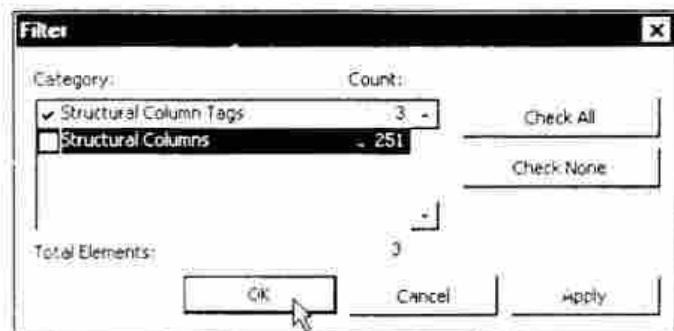 Filter
Category: Count:
Structural Column Tags 3
Structural Columns 251
Check All
Check None
Total Elements: 3
OK Cancel Apply